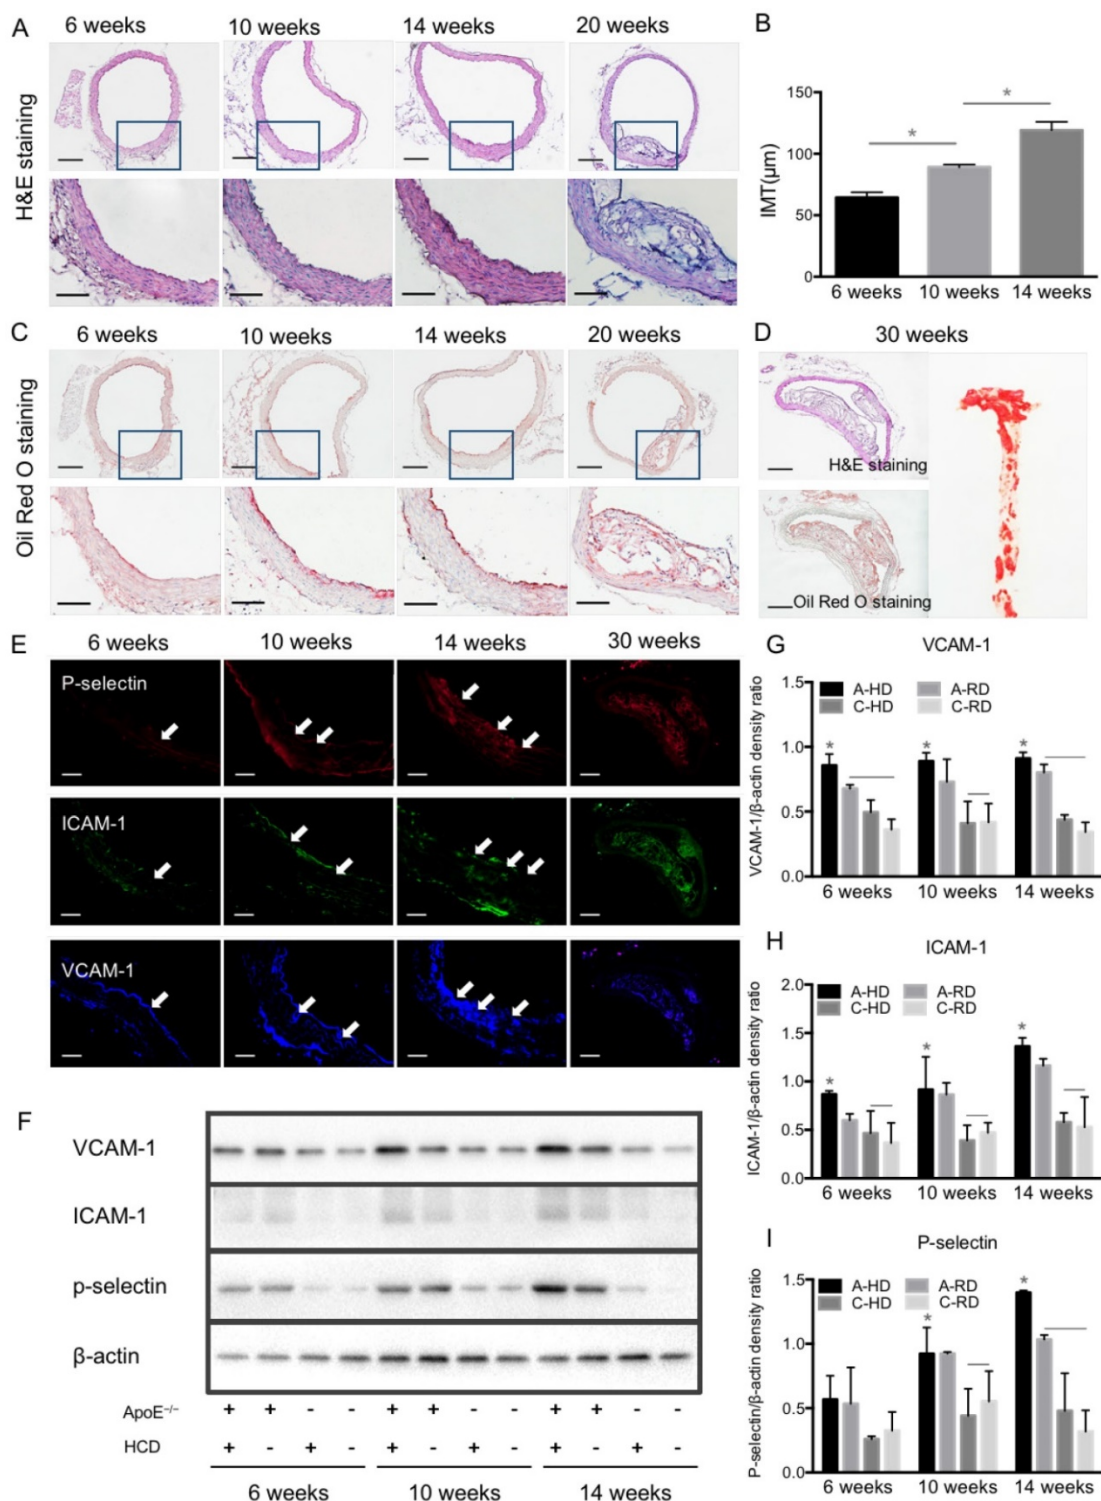 A
6 weeks
10 weeks
14 weeks
20 weeks
H&E staining
B
150
100
50
0
IMT(μm)
*
*
6 weeks
10 weeks
14 weeks
C
6 weeks
10 weeks
14 weeks
20 weeks
Oil Red O staining
D
30 weeks
H&E staining
Oil Red O staining
E
6 weeks
10 weeks
14 weeks
30 weeks
P-selectin
ICAM-1
VCAM-1
F
VCAM-1
ICAM-1
p-selectin
β-actin
ApoE⁻/⁻ + + - - + + - - + + - -
HCD + - + - + - + - + - + -
6 weeks
10 weeks
14 weeks
G
VCAM-1
VCAM-1/β-actin density ratio
1.5
1.0
0.5
0.0
A-HD
A-RD
C-HD
C-RD
* * *
6 weeks 10 weeks 14 weeks
H
ICAM-1
ICAM-1/β-actin density ratio
2.0
1.5
1.0
0.5
0.0
A-HD
A-RD
C-HD
C-RD
* * *
6 weeks 10 weeks 14 weeks
I
P-selectin
P-selectin/β-actin density ratio
1.5
1.0
0.5
0.0
A-HD
A-RD
C-HD
C-RD
* *
6 weeks 10 weeks 14 weeks